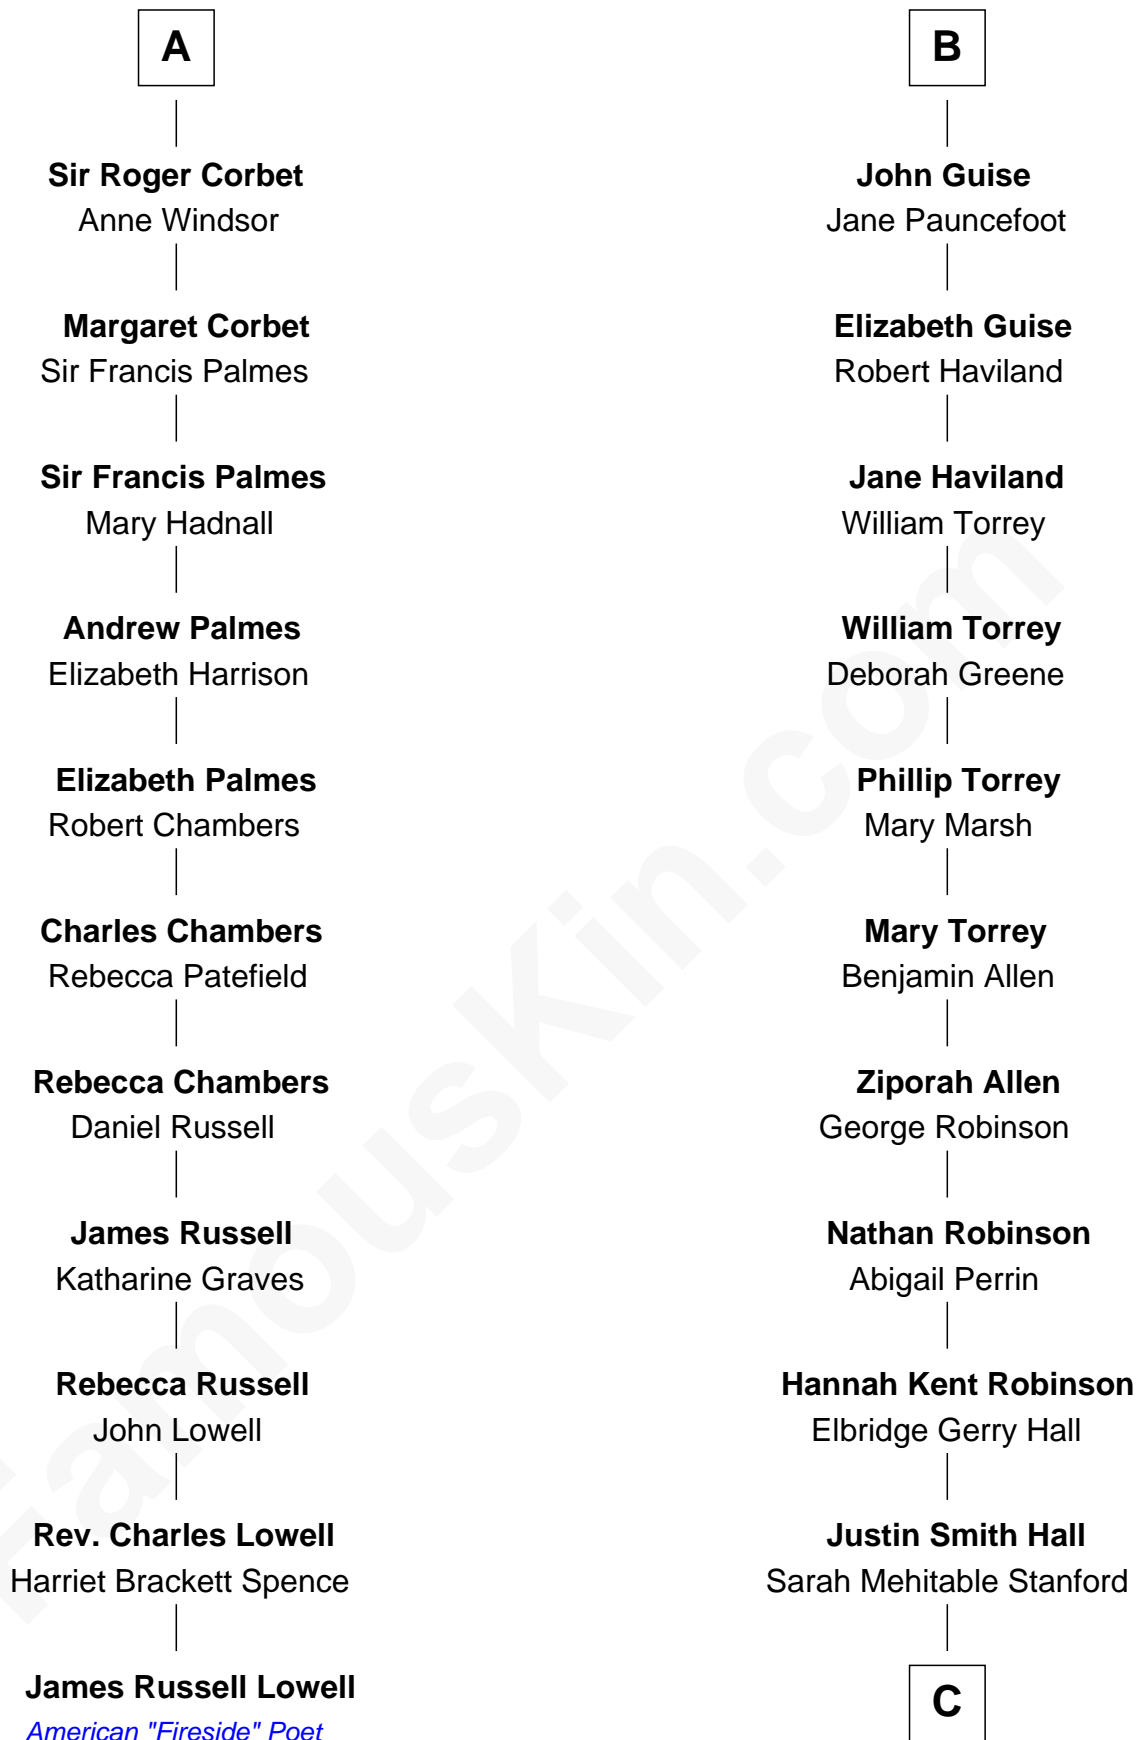 A
Sir Roger Corbet
Anne Windsor
Margaret Corbet
Sir Francis Palmes
Sir Francis Palmes
Mary Hadnall
Andrew Palmes
Elizabeth Harrison
Elizabeth Palmes
Robert Chambers
Charles Chambers
Rebecca Patefield
Rebecca Chambers
Daniel Russell
James Russell
Katharine Graves
Rebecca Russell
John Lowell
Rev. Charles Lowell
Harriet Brackett Spence
James Russell Lowell
American "Fireside" Poet
B
John Guise
Jane Pauncefoot
Elizabeth Guise
Robert Haviland
Jane Haviland
William Torrey
William Torrey
Deborah Greene
Phillip Torrey
Mary Marsh
Mary Torrey
Benjamin Allen
Ziporah Allen
George Robinson
Nathan Robinson
Abigail Perrin
Hannah Kent Robinson
Elbridge Gerry Hall
Justin Smith Hall
Sarah Mehitable Stanford
C
FamousKin.com